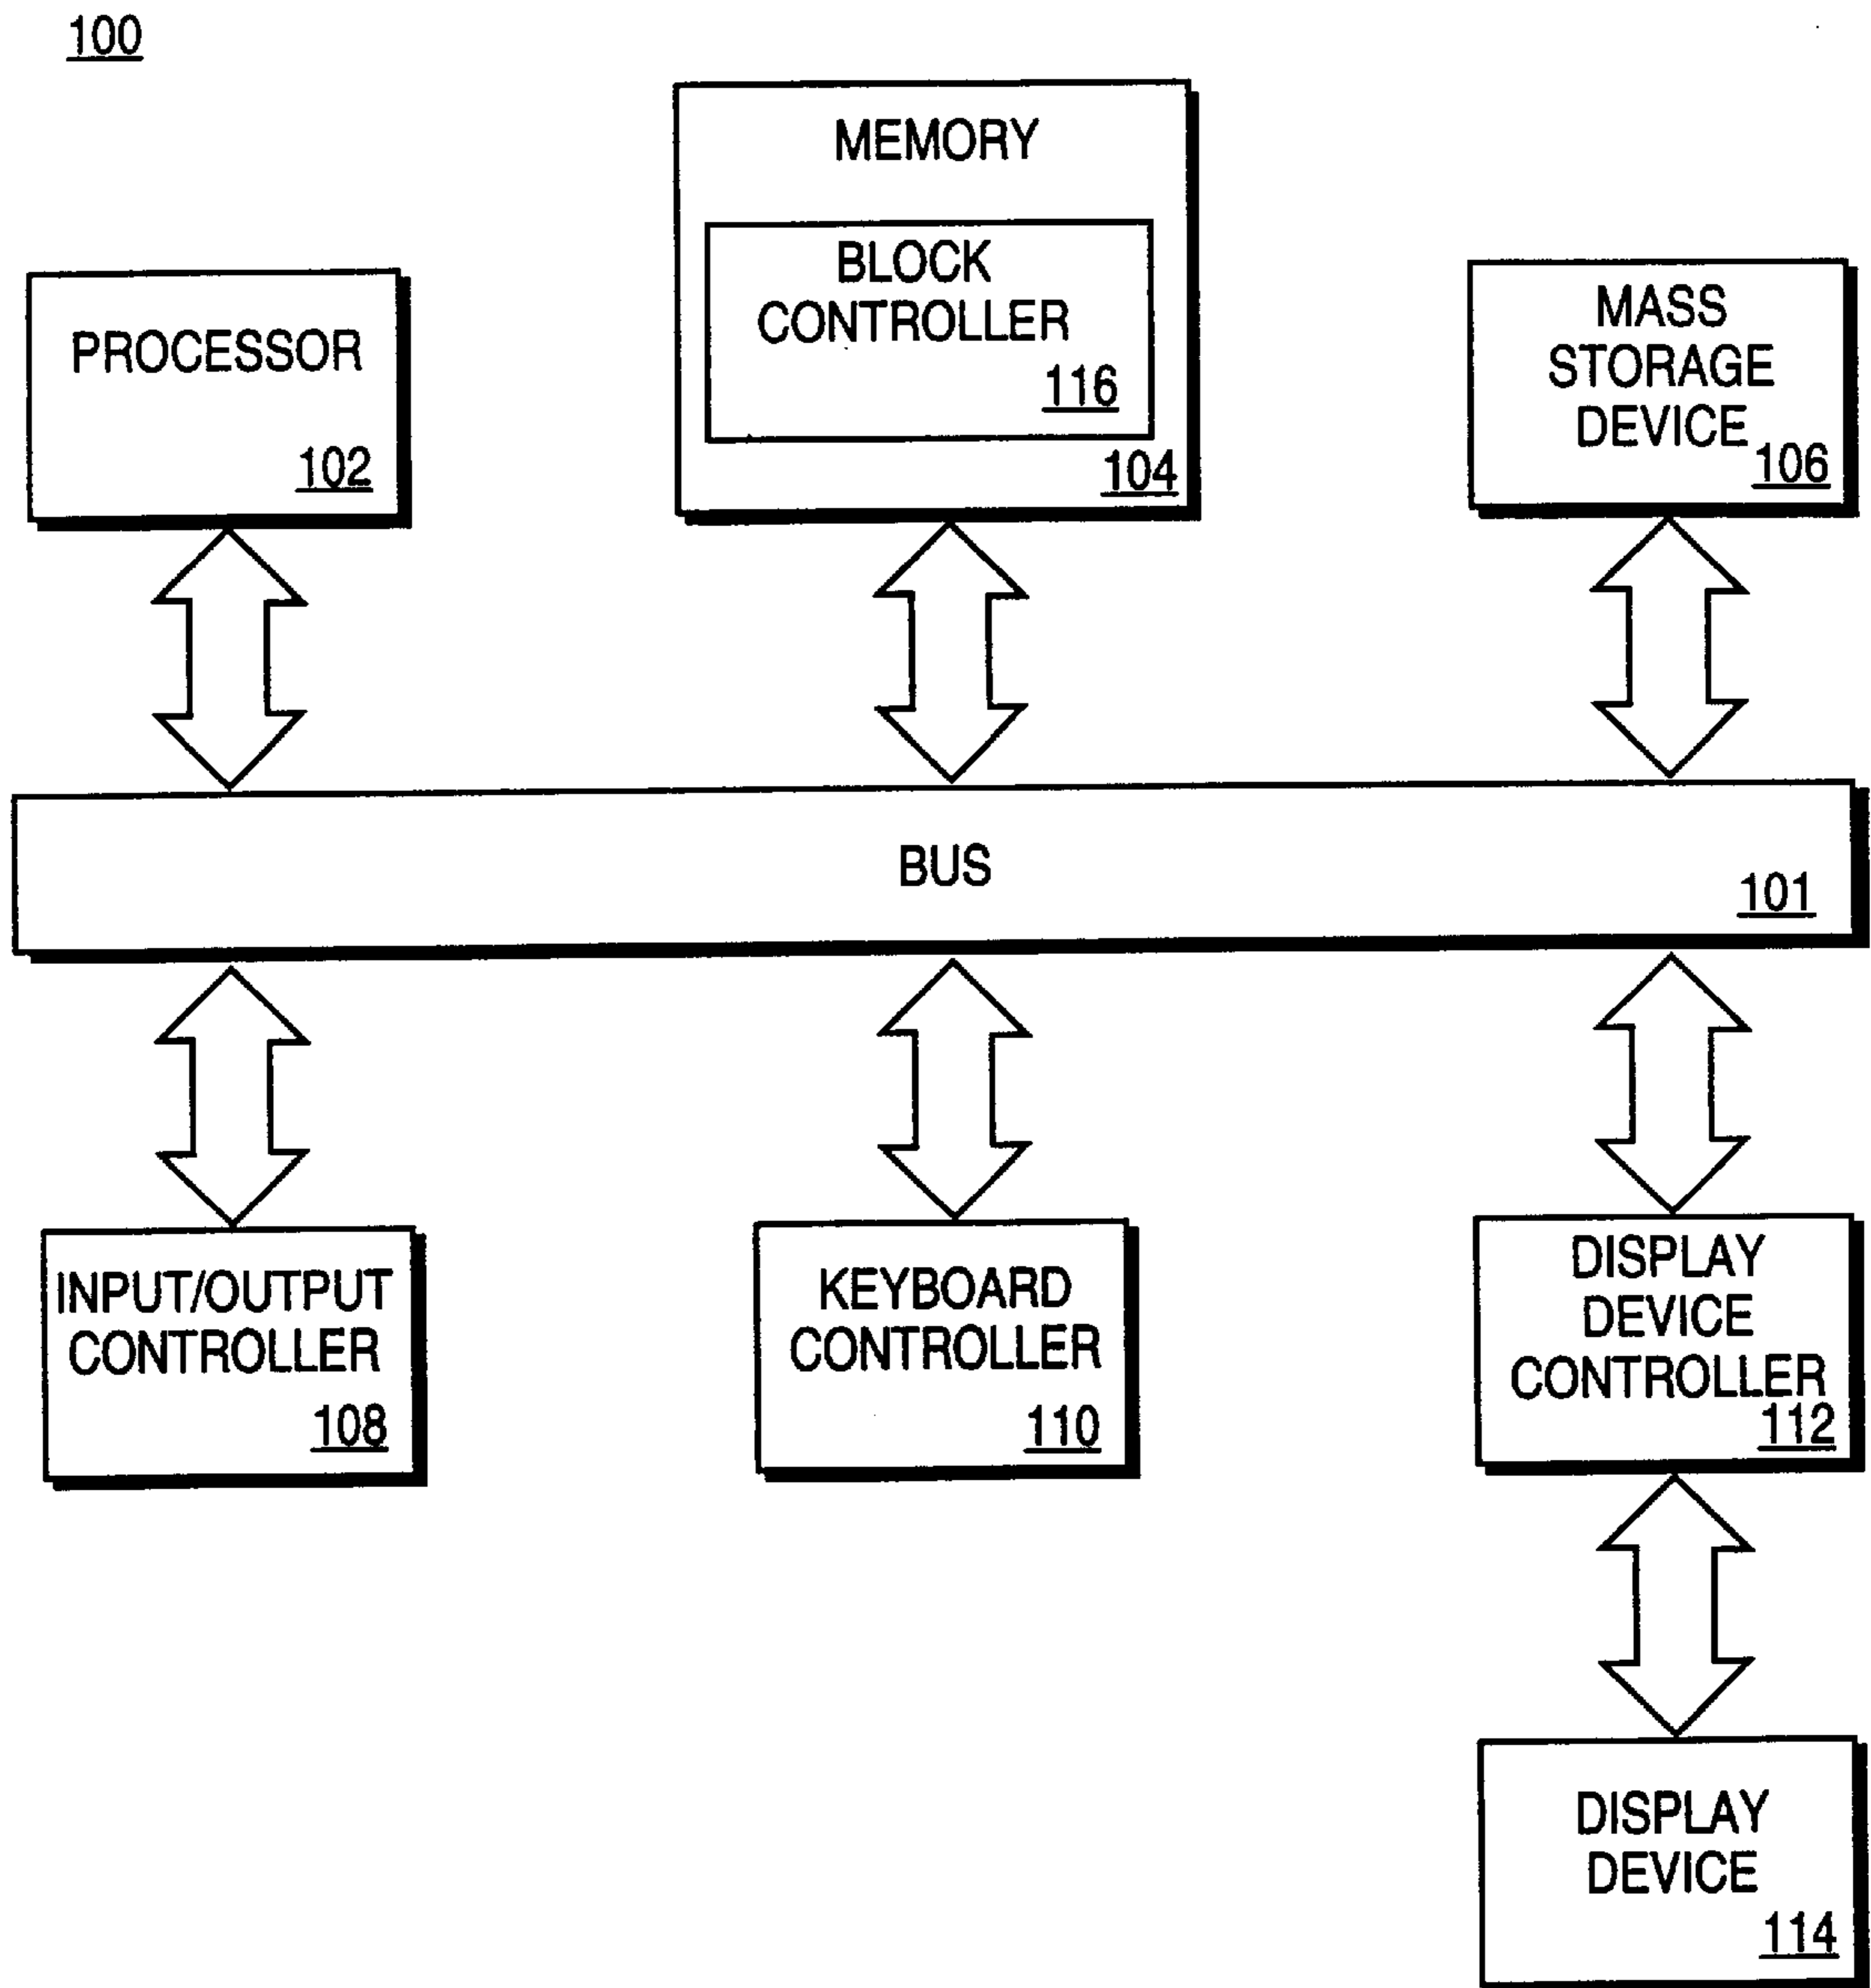 100
MEMORY
BLOCK
CONTROLLER
116
104
PROCESSOR
102
MASS
STORAGE
DEVICE
106
BUS
101
INPUT/OUTPUT
CONTROLLER
108
KEYBOARD
CONTROLLER
110
DISPLAY
DEVICE
CONTROLLER
112
DISPLAY
DEVICE
114